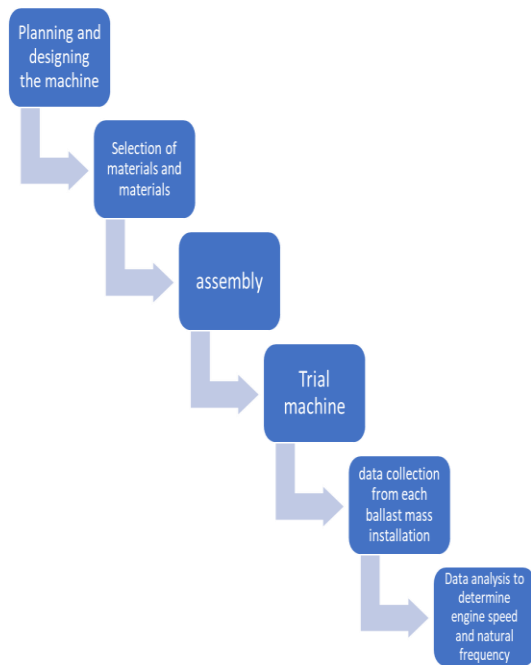 Planning and
designing
the machine
Selection of
materials and
materials
assembly
Trial
machine
data collection
from each
ballast mass
installation
Data analysis to
determine
engine speed
and natural
frequency